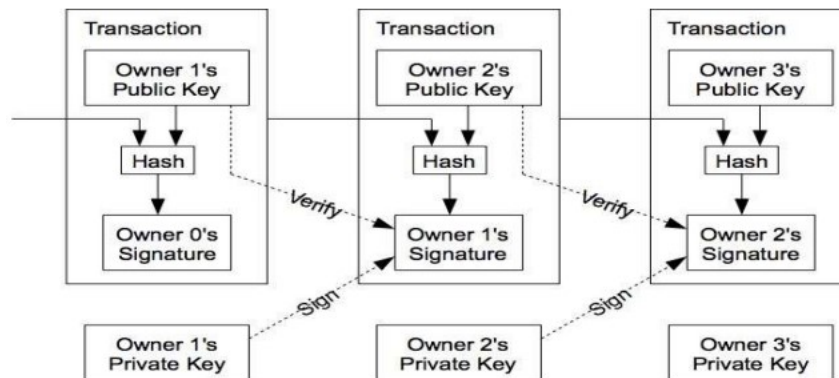 Transaction
Owner 1's
Public Key
Hash
Owner 0's
Signature
Transaction
Owner 2's
Public Key
Hash
Verify
Owner 1's
Signature
Sign
Transaction
Owner 3's
Public Key
Hash
Verify
Owner 2's
Signature
Sign
Owner 1's
Private Key
Owner 2's
Private Key
Owner 3's
Private Key